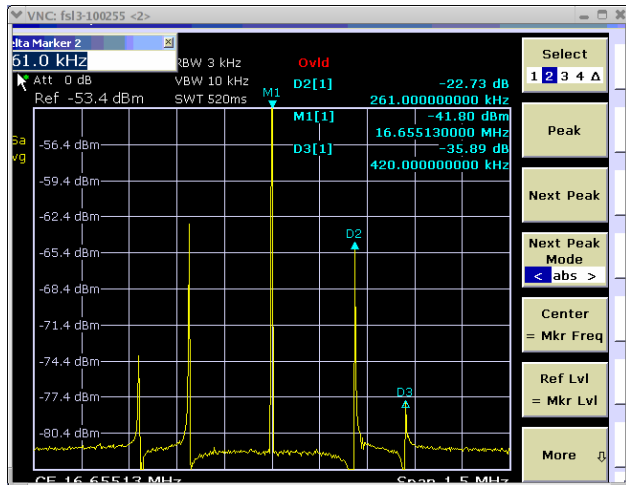 VNC: fsl3-100255 <2>
elta Marker 2
61.0 kHz
RBW 3 kHz
Ovld
Att 0 dB
VBW 10 kHz
D2[1] -22.73 dB
Ref -53.4 dBm
SWT 520ms
M1
261.000000000 kHz
M1[1] -41.80 dBm
16.655130000 MHz
D3[1] -35.89 dB
420.000000000 kHz
Sa
vg
-56.4 dBm
-59.4 dBm
-62.4 dBm
D2
-65.4 dBm
-68.4 dBm
-71.4 dBm
-74.4 dBm
-77.4 dBm
D3
-80.4 dBm
CF 16.65513 MHz
Span 1.5 MHz
Select
1 2 3 4 Δ
Peak
Next Peak
Next Peak
Mode
< abs >
Center
= Mkr Freq
Ref Lvl
= Mkr Lvl
More